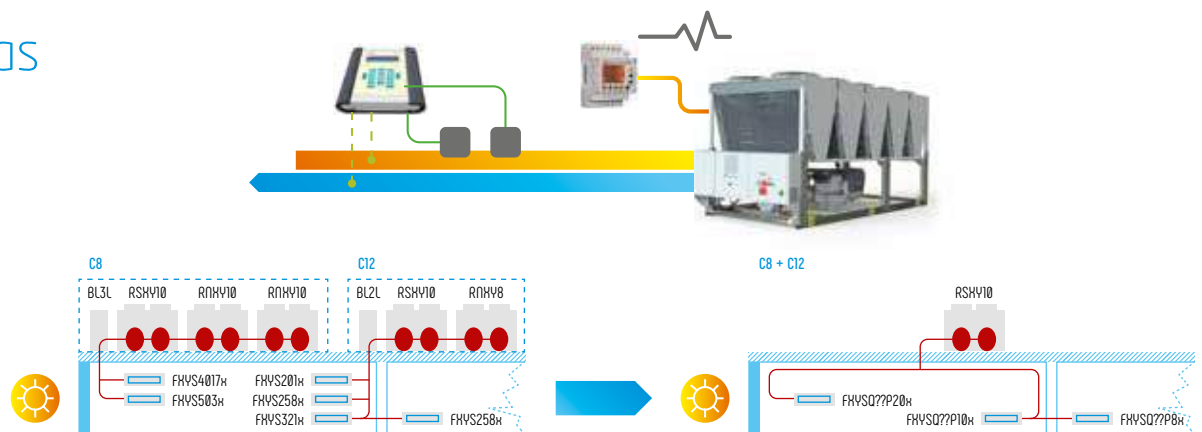 C8
C12
C8 + C12
BL3L RSXY10 RNXY10 RNXY10
BL2L RSXY10 RNXY8
RSXY10
FXYS4017x
FXYS503x
FXYS201x
FXYS258x
FXYS321x
FXYS258x
FXYSQ??P20x
FXYSQ??P10x
FXYSQ??P8x